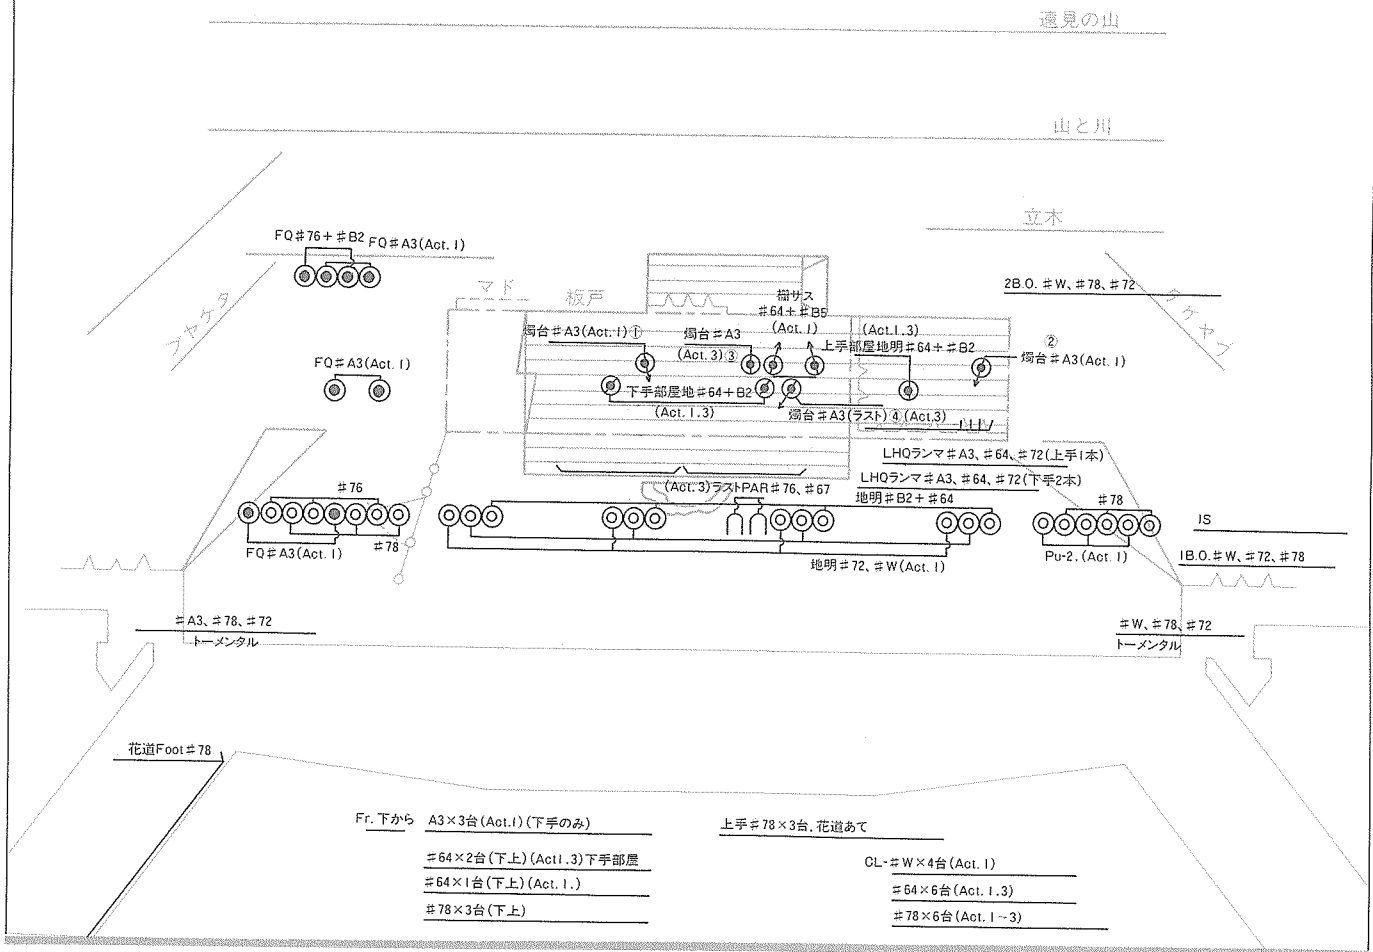 遠見の山
山と川
立木
FQ♯76+♯B2
FQ♯A3(Act.1)
タケヤブ
マド
板戸
棚サス
♯64+♯B5
(Act.1)
2B.O.♯W、♯78、♯72
タケヤブ
燭台♯A3(Act.1)①
燭台♯A3
(Act.3)③
(Act.1.3)
上手部屋地明♯64+♯B2
②
燭台♯A3(Act.1)
FQ♯A3(Act.1)
下手部屋地♯64+B2
(Act.1.3)
燭台♯A3(ラスト)④(Act.3)
LHQランマ♯A3、♯64、♯72(上手1本)
LHQランマ♯A3、♯64、♯72(下手2本)
(Act.3)ラストPAR♯76、♯67
地明♯B2+♯64
♯76
♯78
FQ♯A3(Act.1)
♯78
地明♯72、♯W(Act.1)
Pu-2.(Act.1)
1S
1B.O.♯W、♯72、♯78
♯A3、♯78、♯72
トーメンタル
♯W、♯78、♯72
トーメンタル
花道Foot♯78
Fr.下から
A3×3台(Act.1)(下手のみ)
♯64×2台(下上)(Act1.3)下手部屋
♯64×1台(下上)(Act.1.)
♯78×3台(下上)
上手♯78×3台.花道あて
CL-♯W×4台(Act.1)
♯64×6台(Act.1.3)
♯78×6台(Act.1~3)